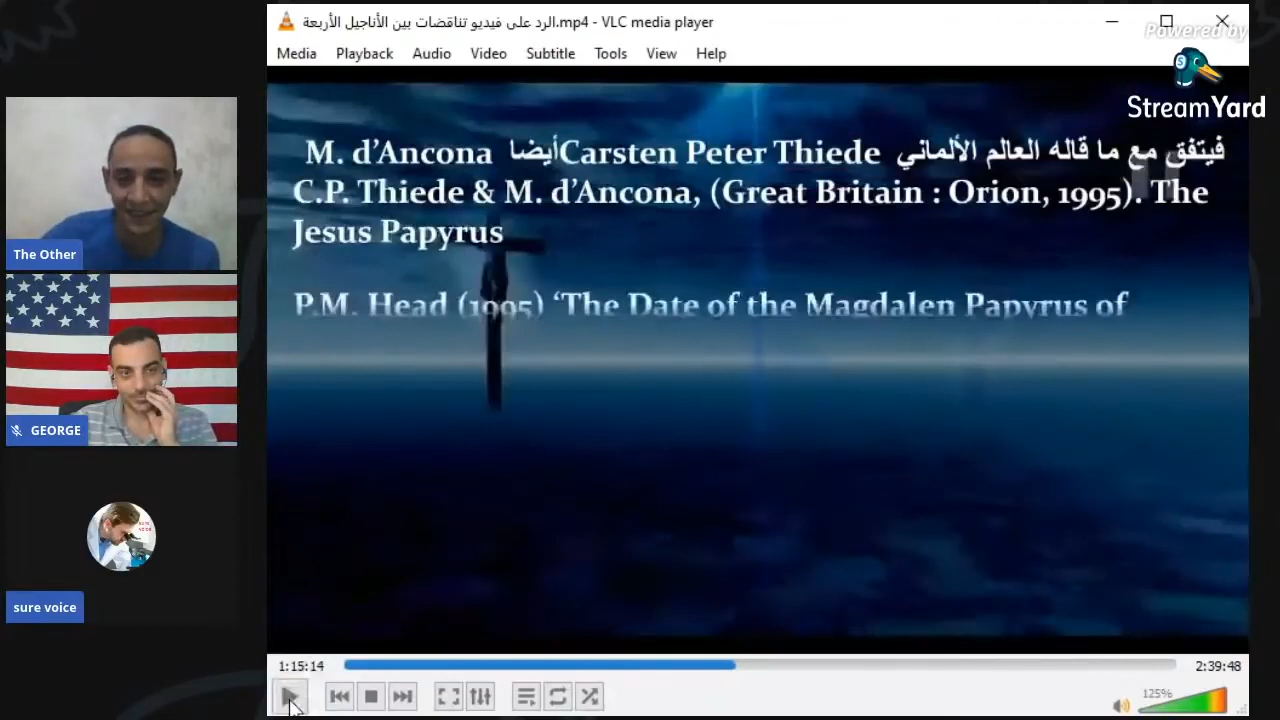 الرد على فيديو تناقضات بين الأناجيل الأربعة.mp4 - VLC media player
Media Playback Audio Video Subtitle Tools View Help
Powered by
StreamYard
The Other
GEORGE
sure voice
فيتفق مع ما قاله العالم الألماني Carsten Peter Thiede أيضا M. d’Ancona
C.P. Thiede & M. d’Ancona, (Great Britain : Orion, 1995). The
Jesus Papyrus
P.M. Head (1995) ‘The Date of the Magdalen Papyrus of
1:15:14
2:39:48
125%